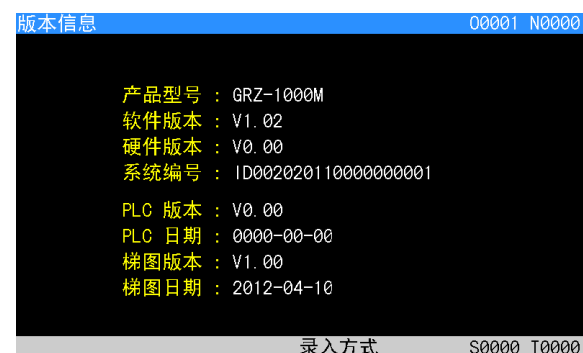 版本信息 O0001 N0000
产品型号 : GRZ-1000M
软件版本 : V1.02
硬件版本 : V0.00
系统编号 : ID002020110000000001
PLC 版本 : V0.00
PLC 日期 : 0000-00-00
梯图版本 : V1.00
梯图日期 : 2012-04-10
录入方式 S0000 T0000